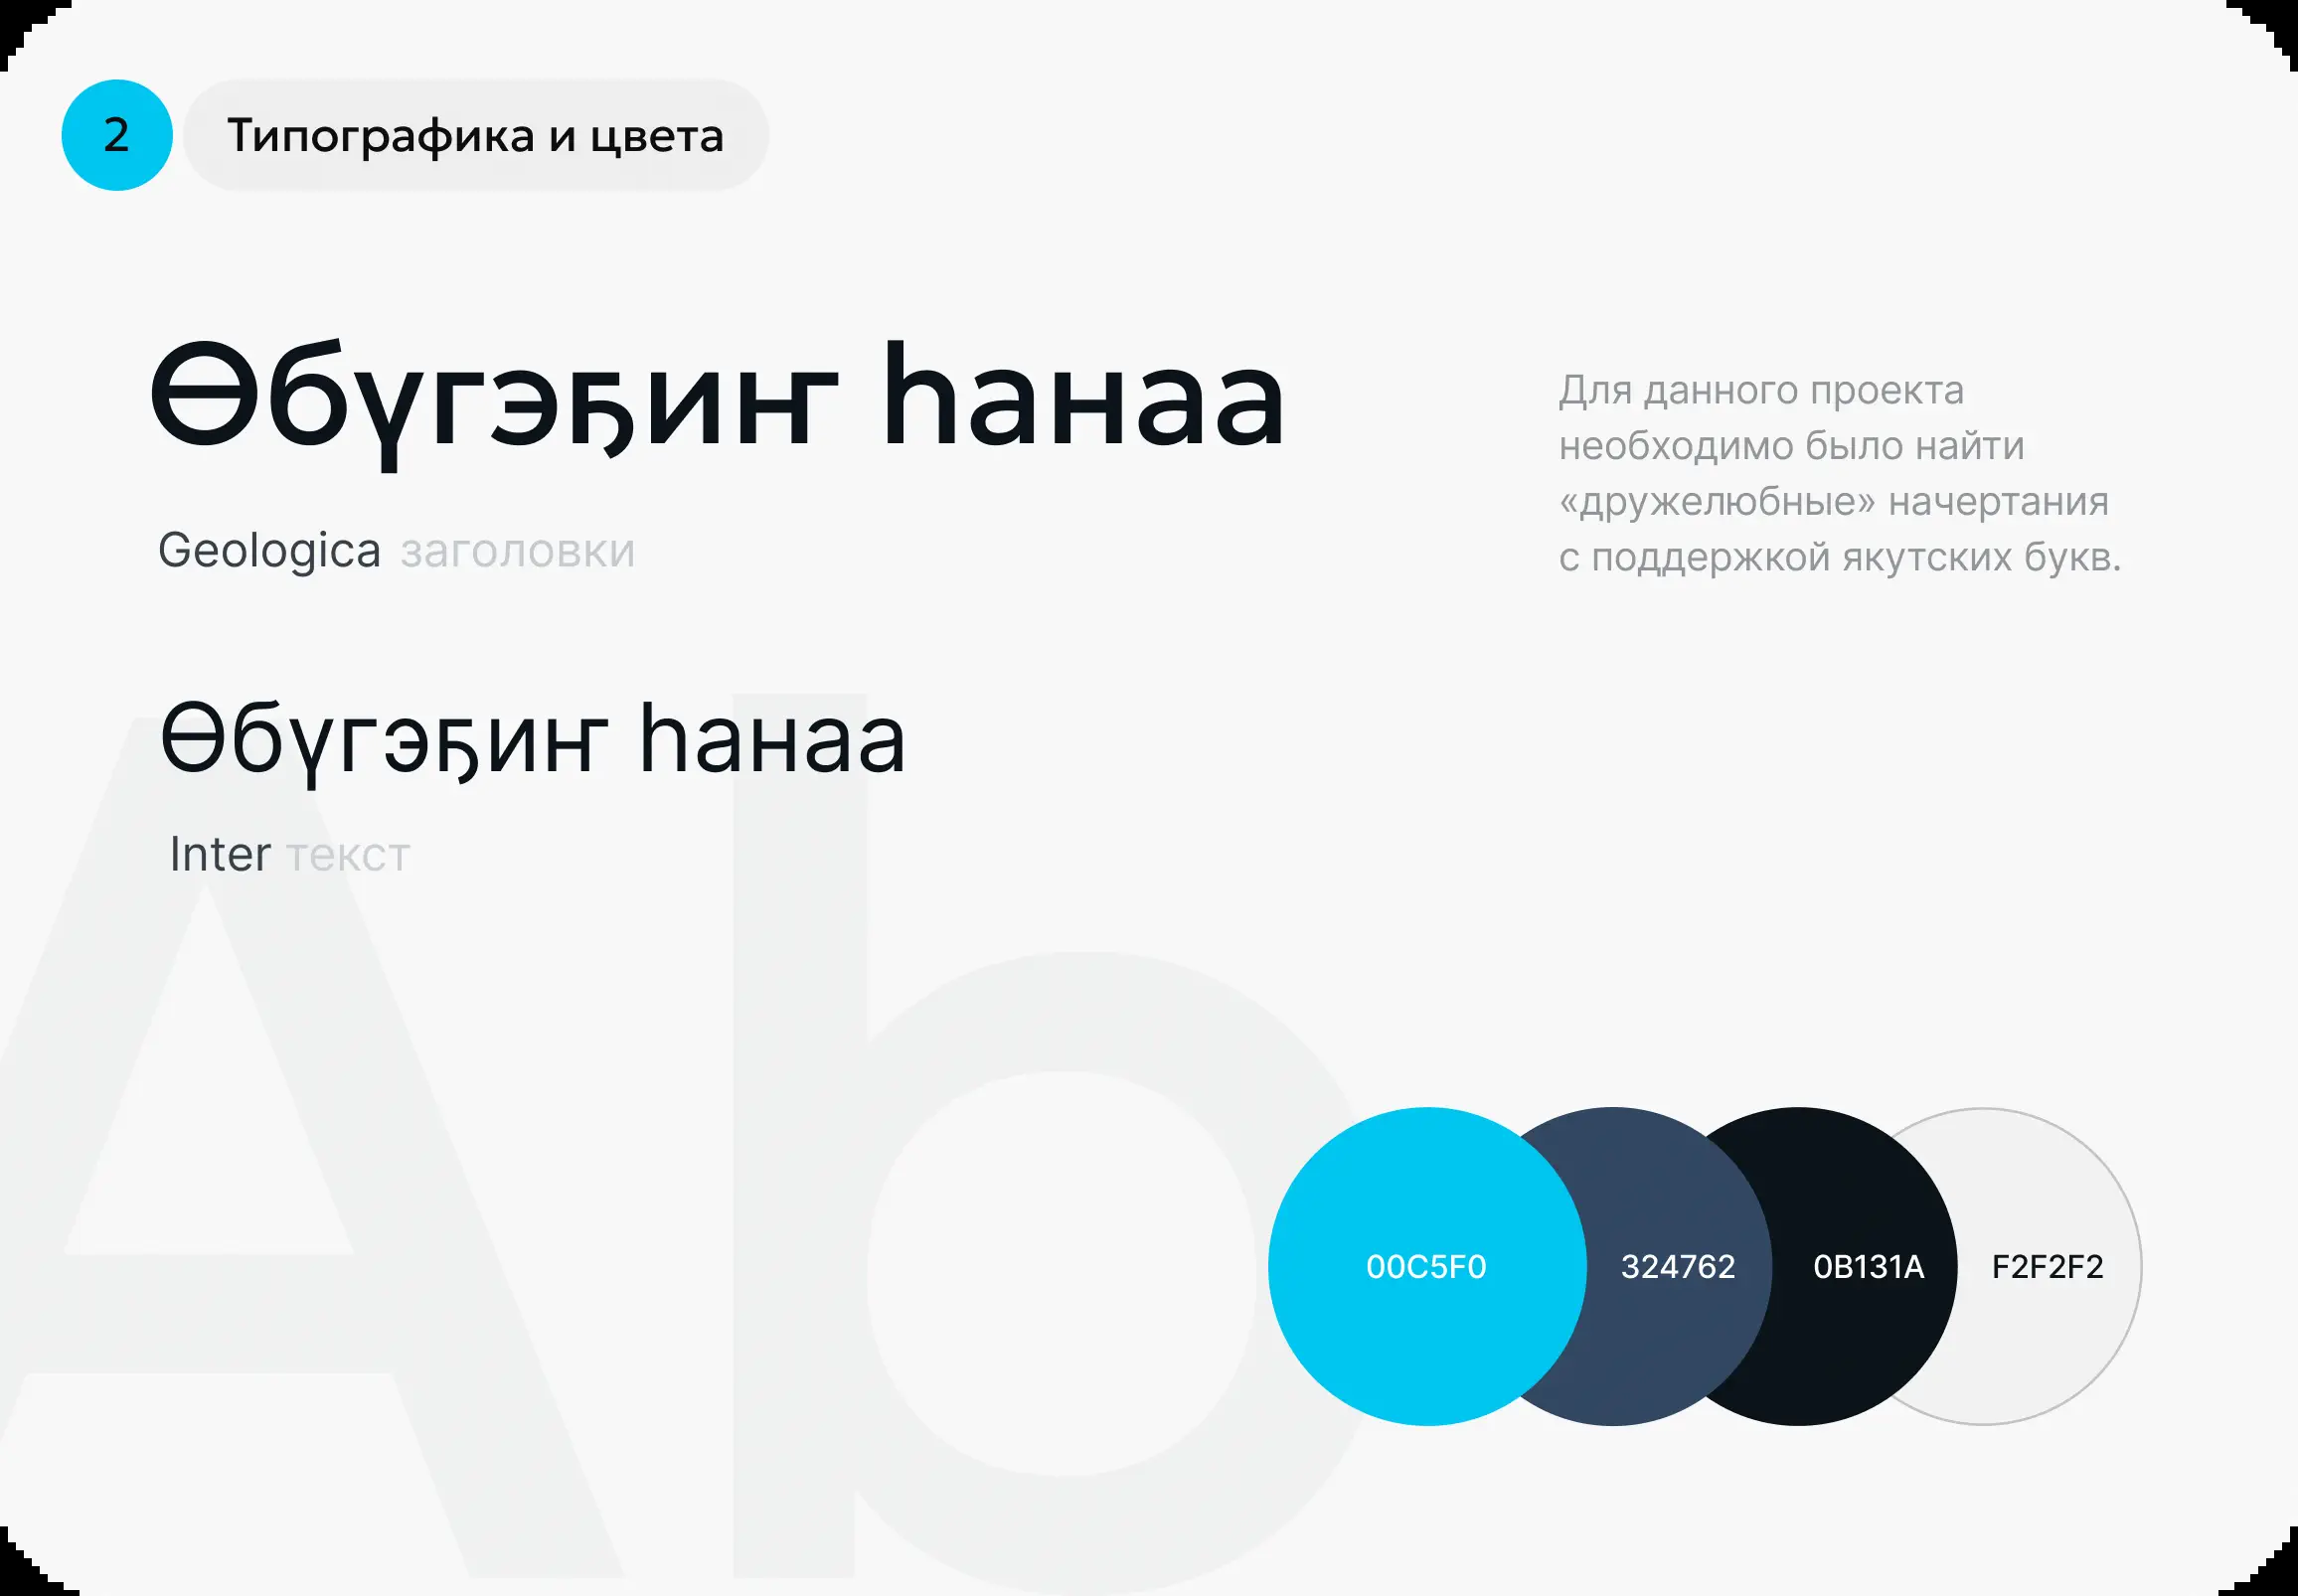 2 Типографика и цвета
Өбүгэҕиҥ һанаа
Geologica заголовки
Для данного проекта
необходимо было найти
«дружелюбные» начертания
с поддержкой якутских букв.
Өбүгэҕиҥ һанаа
Inter текст
Ab
00C5F0 324762 0B131A F2F2F2